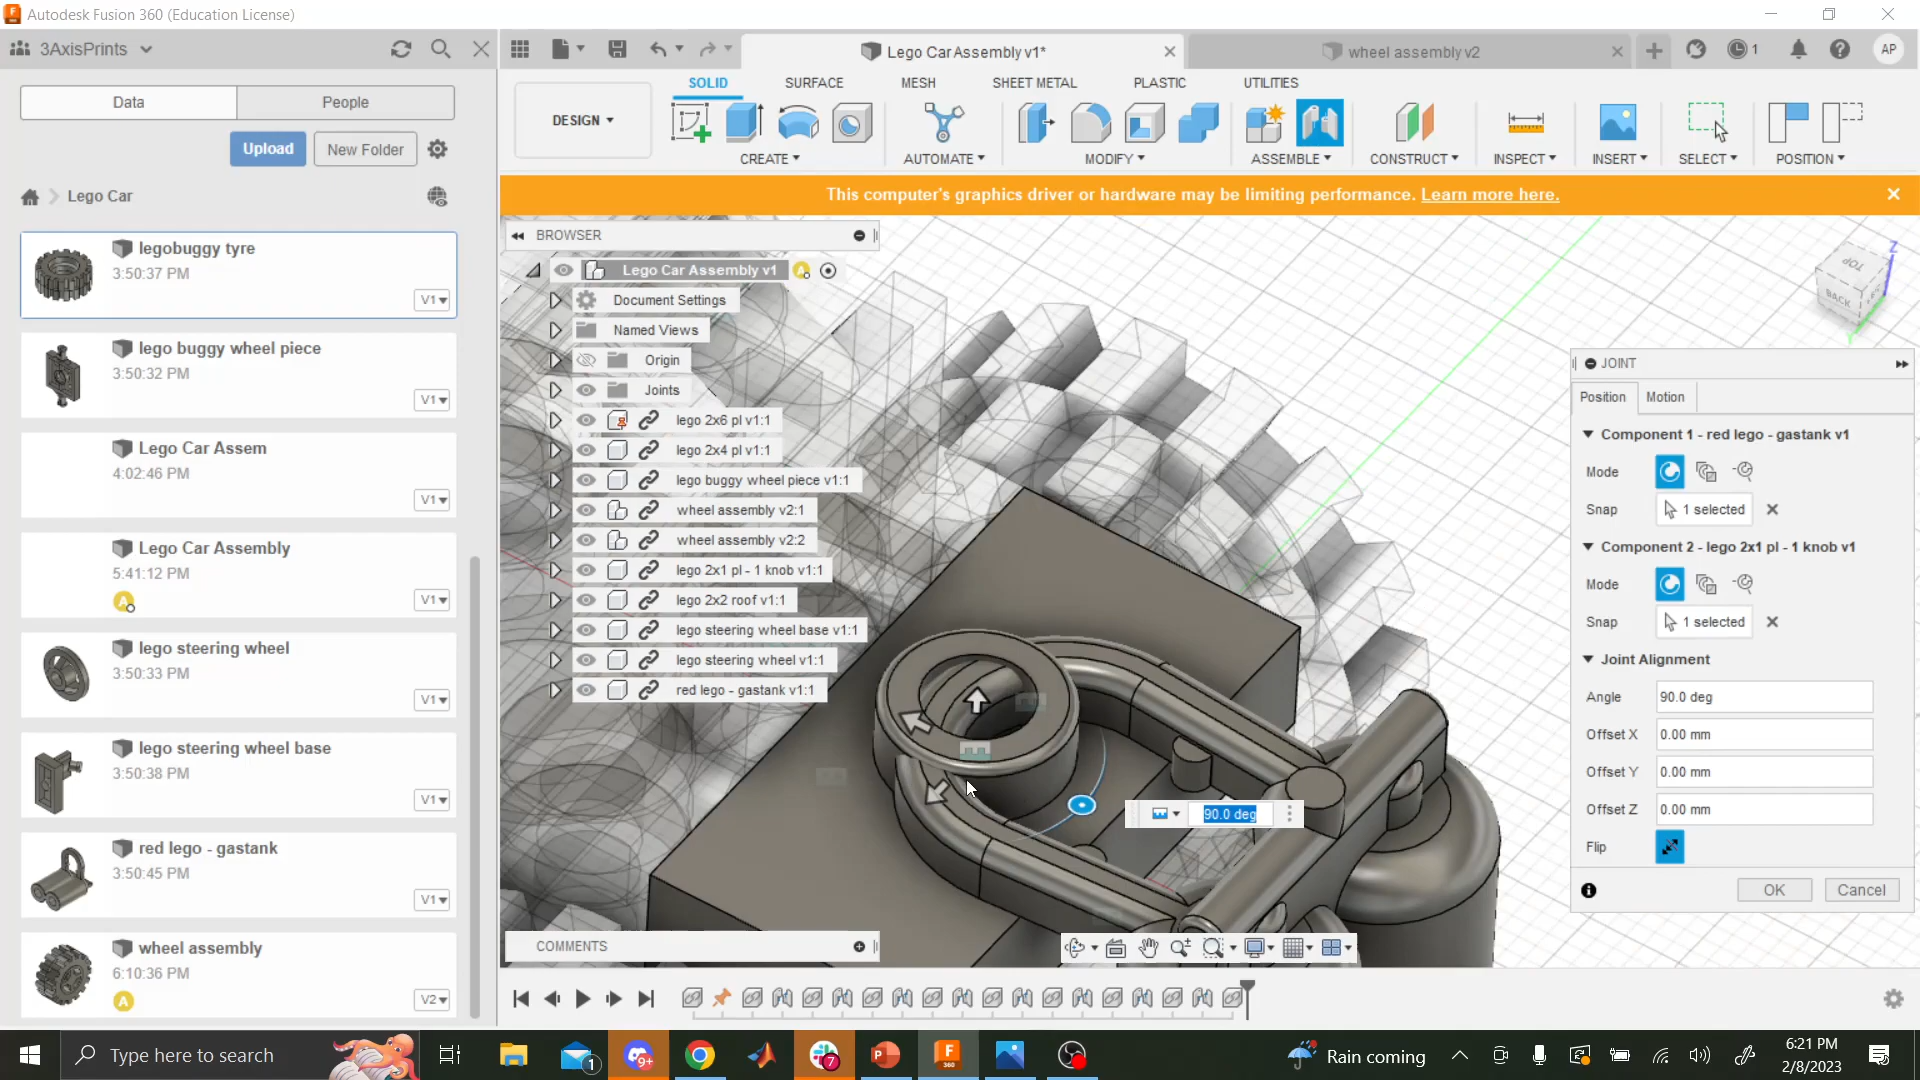 Autodesk Fusion 360 (Education License)
3AxisPrints
Lego Car Assembly v1*
wheel assembly v2
1
AP
Data
People
Upload
New Folder
Lego Car
DESIGN
SOLID
SURFACE
MESH
SHEET METAL
PLASTIC
UTILITIES
CREATE
AUTOMATE
MODIFY
ASSEMBLE
CONSTRUCT
INSPECT
INSERT
SELECT
POSITION
This computer's graphics driver or hardware may be limiting performance. Learn more here.
legobuggy tyre
3:50:37 PM
V1
lego buggy wheel piece
3:50:32 PM
V1
Lego Car Assem
4:02:46 PM
V1
Lego Car Assembly
5:41:12 PM
A
V1
lego steering wheel
3:50:33 PM
V1
lego steering wheel base
3:50:38 PM
V1
red lego - gastank
3:50:45 PM
V1
wheel assembly
6:10:36 PM
A
V2
BROWSER
Lego Car Assembly v1
Document Settings
Named Views
Origin
Joints
lego 2x6 pl v1:1
lego 2x4 pl v1:1
lego buggy wheel piece v1:1
wheel assembly v2:1
wheel assembly v2:2
lego 2x1 pl - 1 knob v1:1
lego 2x2 roof v1:1
lego steering wheel base v1:1
lego steering wheel v1:1
red lego - gastank v1:1
TOP
BACK
Z
90.0 deg
JOINT
Position
Motion
Component 1 - red lego - gastank v1
Mode
Snap
1 selected
Component 2 - lego 2x1 pl - 1 knob v1
Mode
Snap
1 selected
Joint Alignment
Angle
90.0 deg
Offset X
0.00 mm
Offset Y
0.00 mm
Offset Z
0.00 mm
Flip
OK
Cancel
COMMENTS
Type here to search
1
9+
7
F
360
Rain coming
6:21 PM
2/8/2023